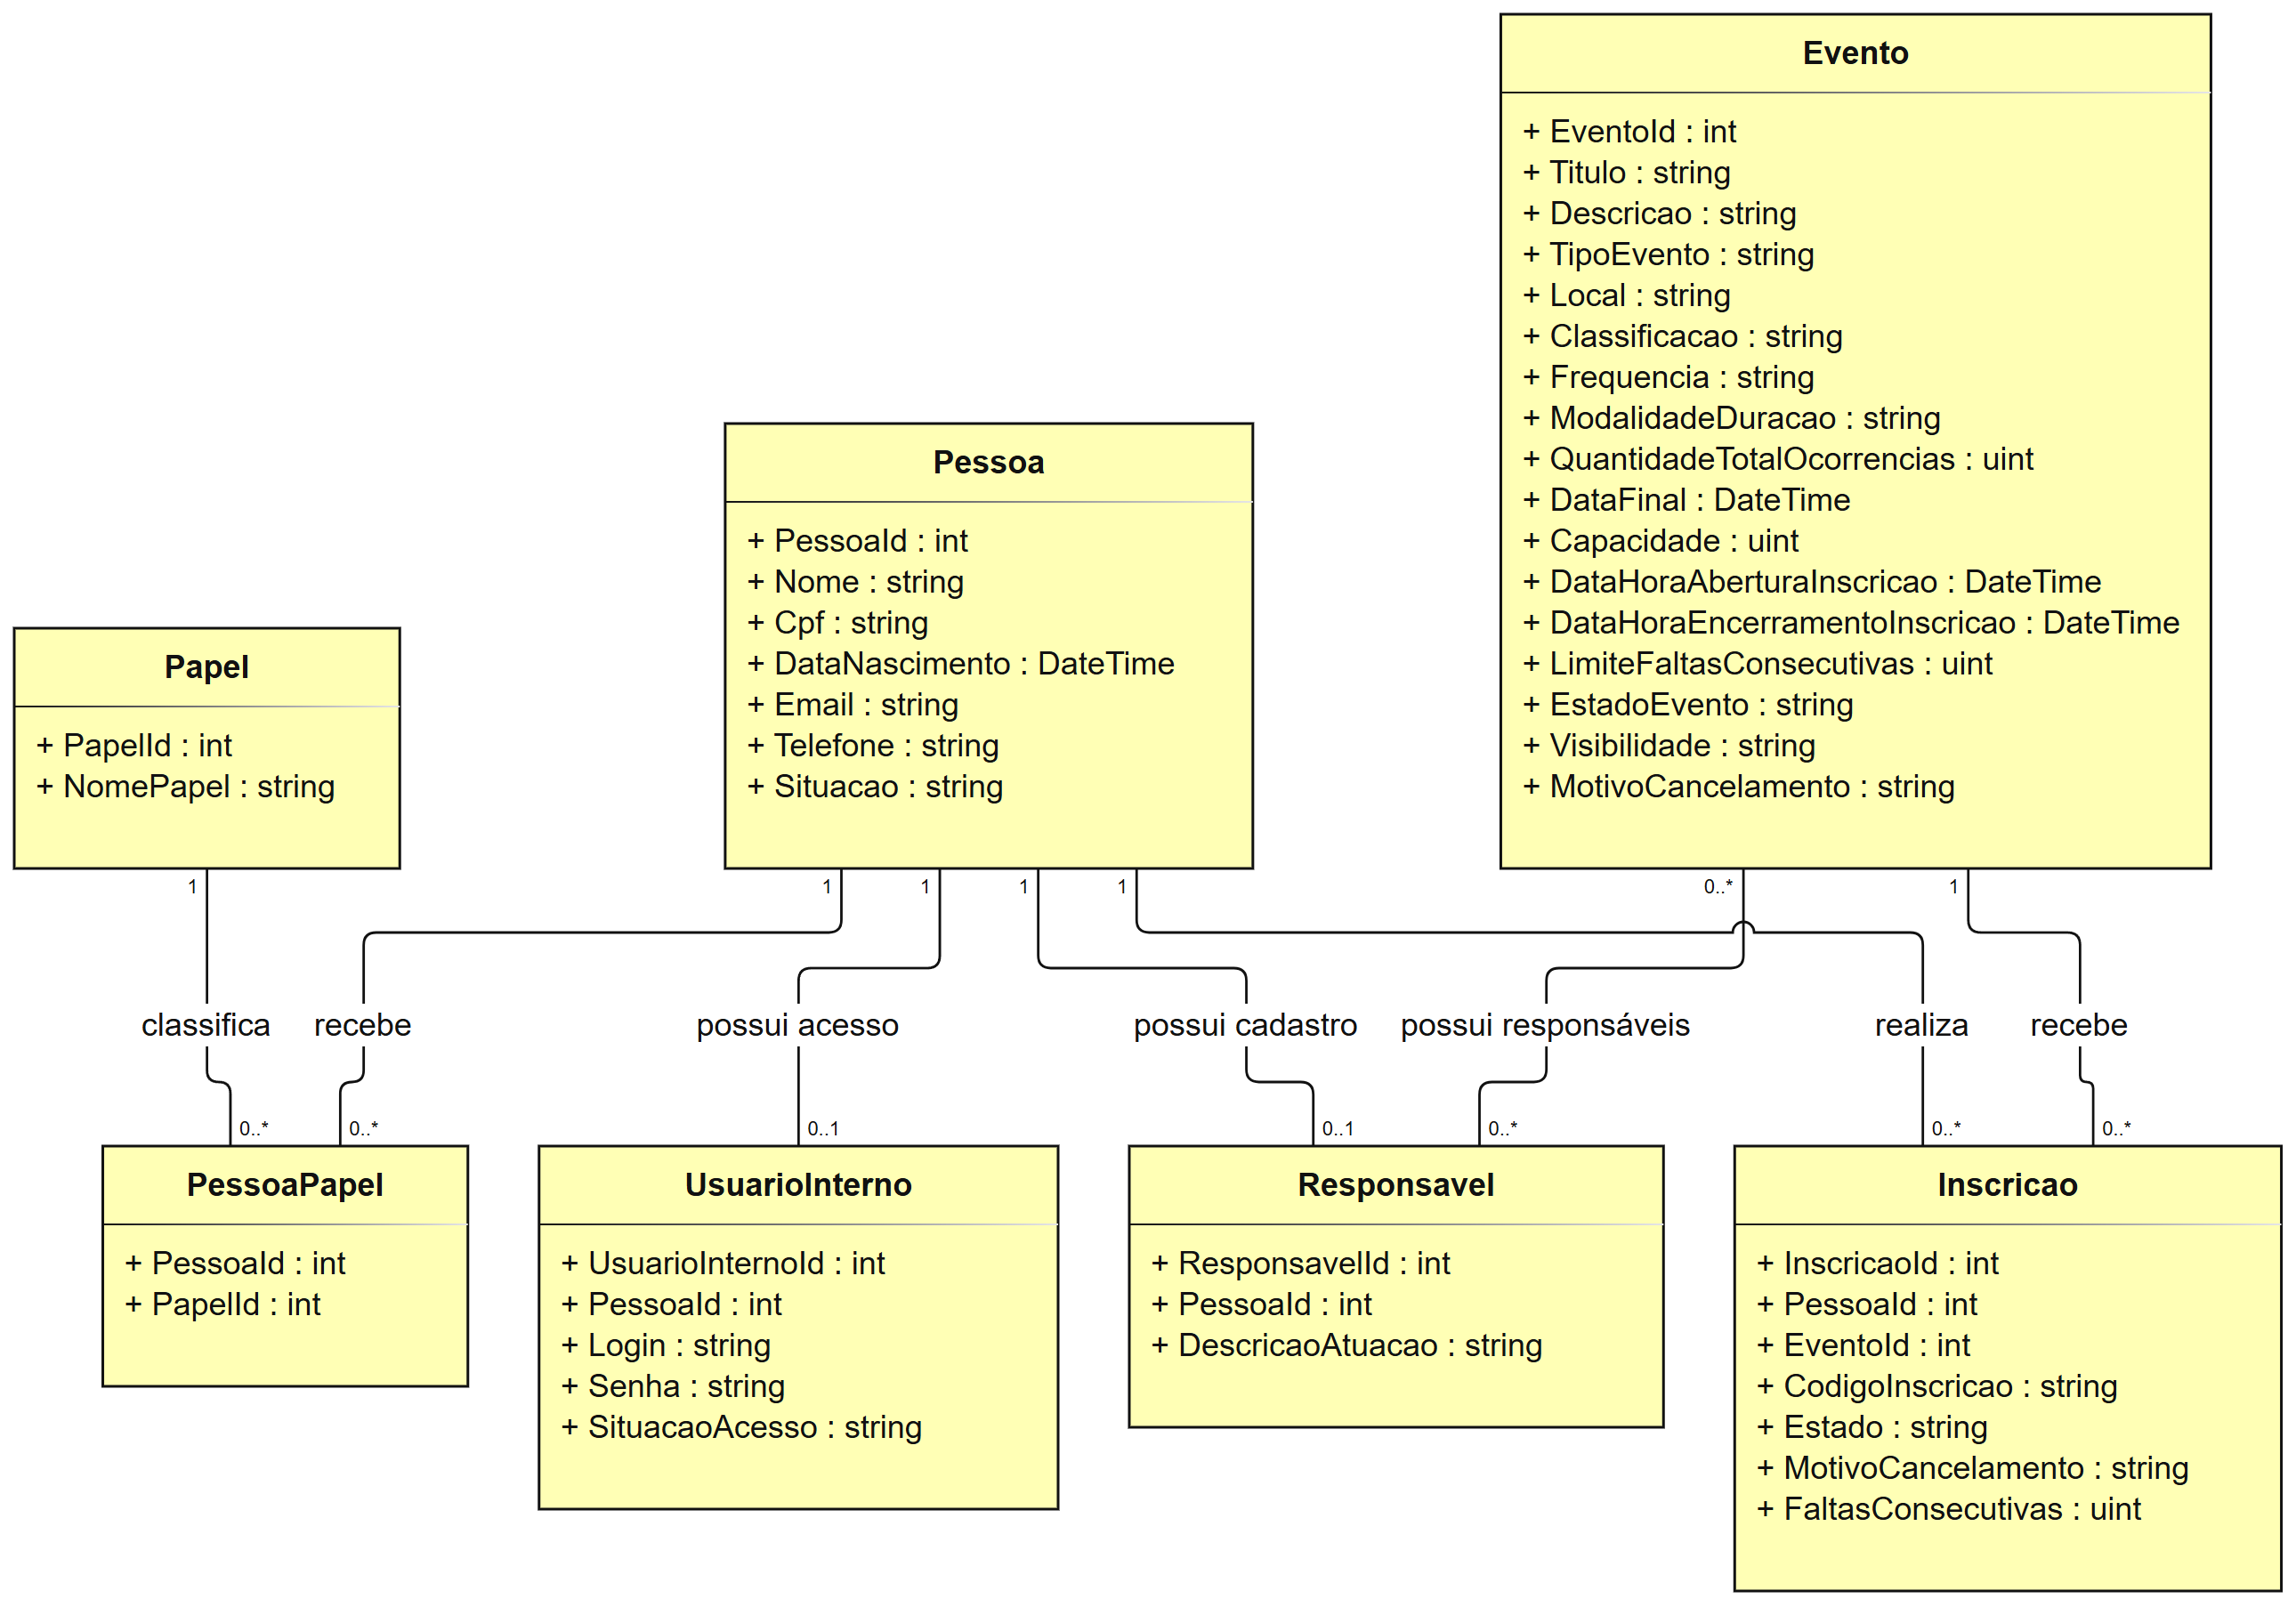 Evento
+ EventoId : int
+ Titulo : string
+ Descricao : string
+ TipoEvento : string
+ Local : string
+ Classificacao : string
+ Frequencia : string
+ ModalidadeDuracao : string
+ QuantidadeTotalOcorrencias : uint
+ DataFinal : DateTime
+ Capacidade : uint
+ DataHoraAberturaInscricao : DateTime
+ DataHoraEncerramentoInscricao : DateTime
+ LimiteFaltasConsecutivas : uint
+ EstadoEvento : string
+ Visibilidade : string
+ MotivoCancelamento : string
Pessoa
+ PessoaId : int
+ Nome : string
+ Cpf : string
+ DataNascimento : DateTime
+ Email : string
+ Telefone : string
+ Situacao : string
Papel
+ PapelId : int
+ NomePapel : string
1 1 1 1 1 0..* 1
classifica recebe possui acesso possui cadastro possui responsáveis realiza recebe
0..* 0..* 0..1 0..1 0..* 0..* 0..*
PessoaPapel
+ PessoaId : int
+ PapelId : int
UsuarioInterno
+ UsuarioInternoId : int
+ PessoaId : int
+ Login : string
+ Senha : string
+ SituacaoAcesso : string
Responsavel
+ ResponsavelId : int
+ PessoaId : int
+ DescricaoAtuacao : string
Inscricao
+ InscricaoId : int
+ PessoaId : int
+ EventoId : int
+ CodigoInscricao : string
+ Estado : string
+ MotivoCancelamento : string
+ FaltasConsecutivas : uint